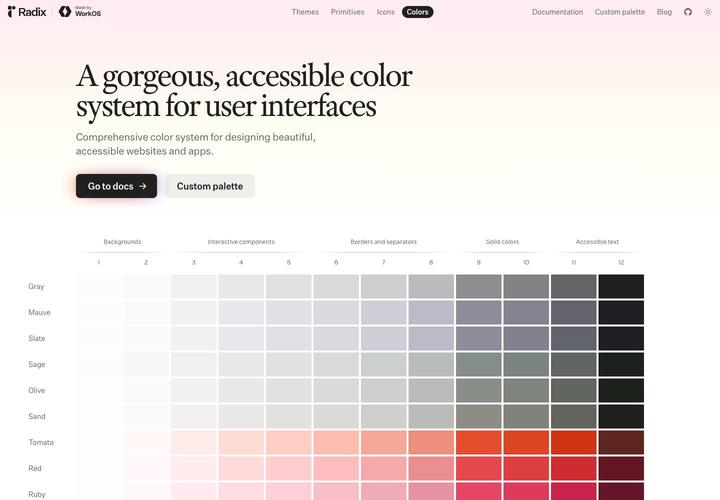 Radix
Made by
WorkOS
Themes
Primitives
Icons
Colors
Documentation
Custom palette
Blog
A gorgeous, accessible color
system for user interfaces
Comprehensive color system for designing beautiful,
accessible websites and apps.
Go to docs →
Custom palette
Backgrounds
Interactive components
Borders and separators
Solid colors
Accessible text
1 2 3 4 5 6 7 8 9 10 11 12
Gray
Mauve
Slate
Sage
Olive
Sand
Tomato
Red
Ruby